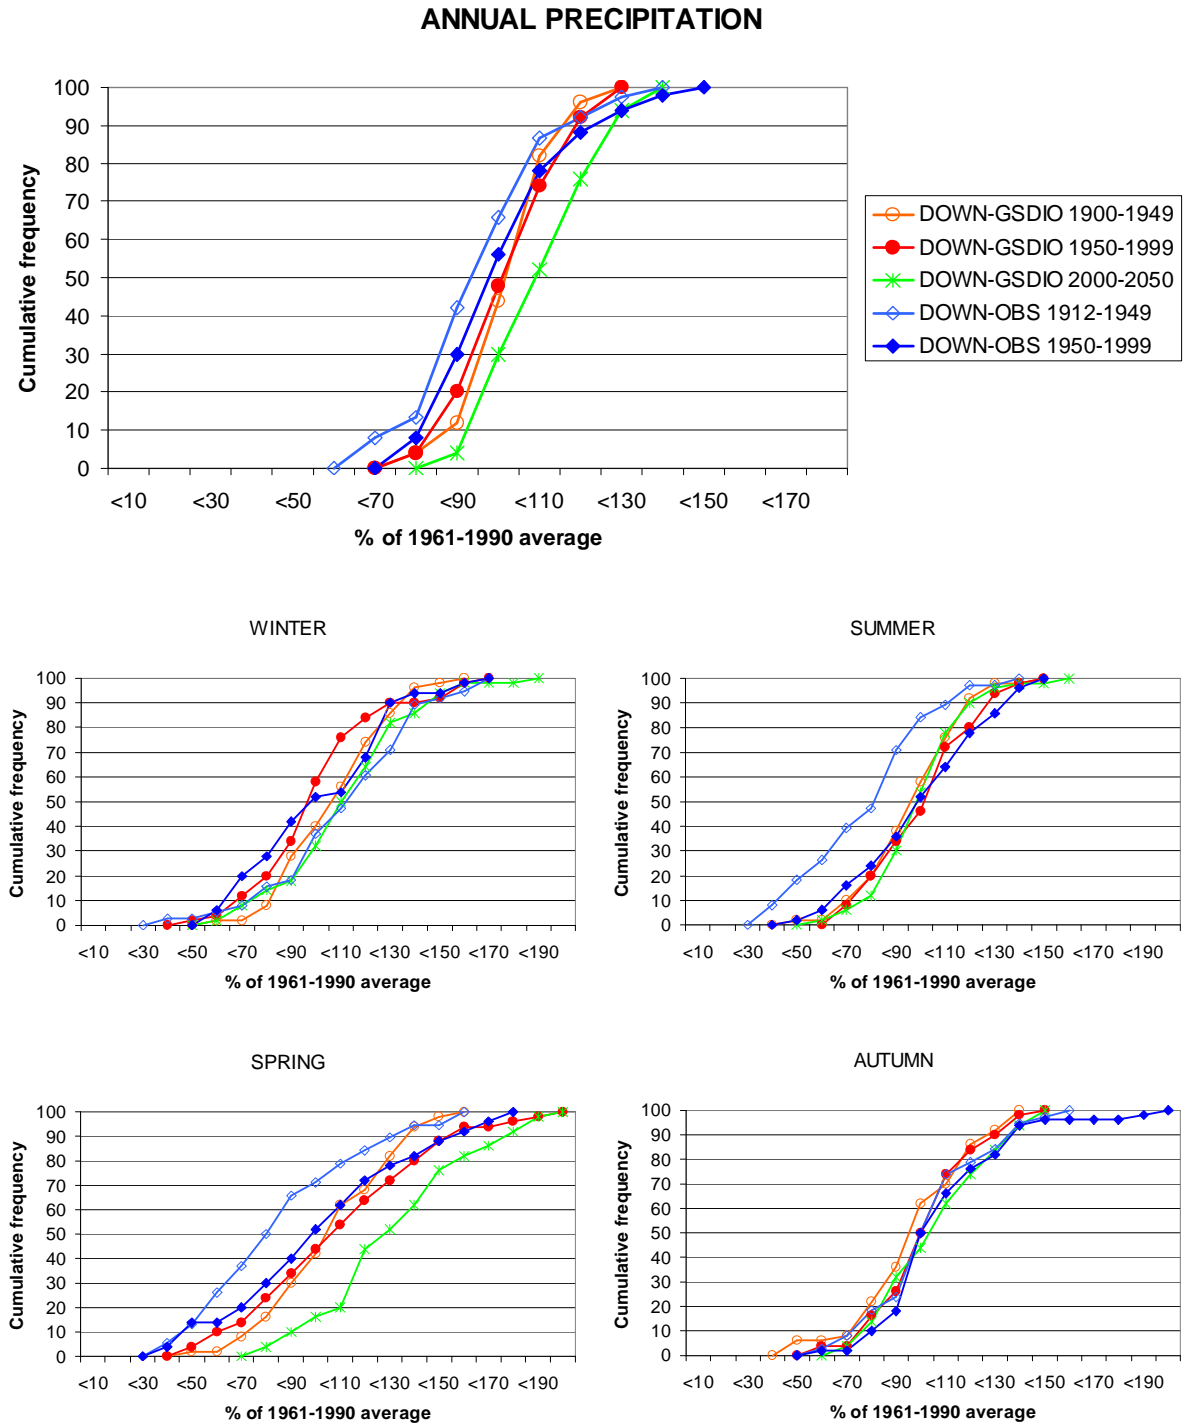 ANNUAL PRECIPITATION
100
90
80
70
60
50
40
30
20
10
0
Cumulative frequency
<10 <30 <50 <70 <90 <110 <130 <150 <170
% of 1961-1990 average
DOWN-GSDIO 1900-1949
DOWN-GSDIO 1950-1999
DOWN-GSDIO 2000-2050
DOWN-OBS 1912-1949
DOWN-OBS 1950-1999
WINTER
100
90
80
70
60
50
40
30
20
10
0
Cumulative frequency
<10 <30 <50 <70 <90 <110 <130 <150 <170 <190
% of 1961-1990 average
SUMMER
100
90
80
70
60
50
40
30
20
10
0
Cumulative frequency
<10 <30 <50 <70 <90 <110 <130 <150 <170 <190
% of 1961-1990 average
SPRING
100
90
80
70
60
50
40
30
20
10
0
Cumulative frequency
<10 <30 <50 <70 <90 <110 <130 <150 <170 <190
% of 1961-1990 average
AUTUMN
100
90
80
70
60
50
40
30
20
10
0
Cumulative frequency
<10 <30 <50 <70 <90 <110 <130 <150 <170 <190
% of 1961-1990 average